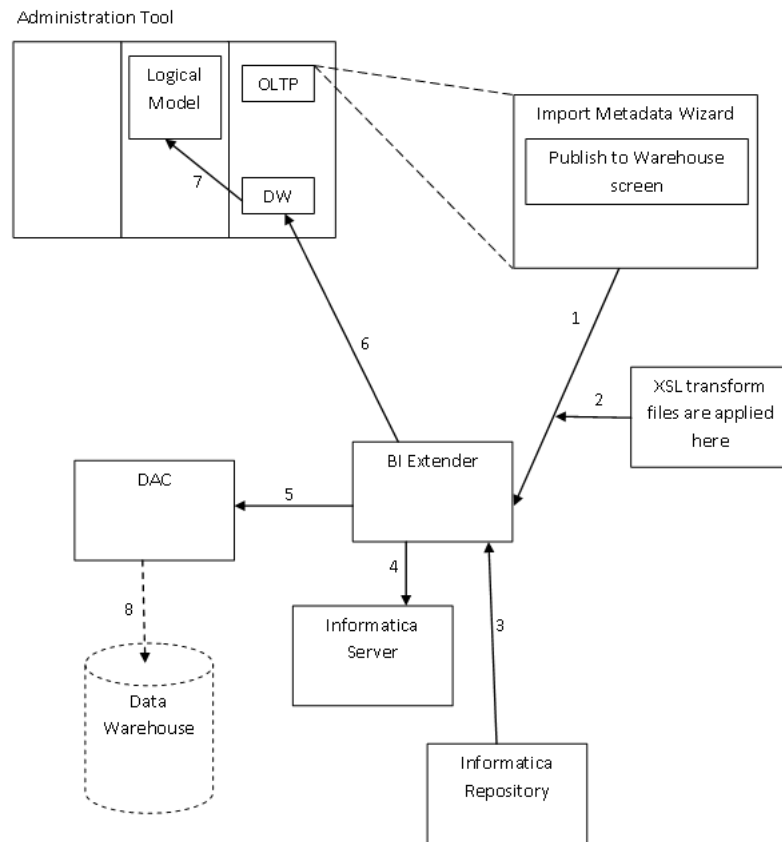 Administration Tool
Logical
Model
OLTP
DW
7
Import Metadata Wizard
Publish to Warehouse
screen
1
6
2
XSL transform
files are applied
here
BI Extender
DAC
5
4
3
8
Informatica
Server
Data
Warehouse
Informatica
Repository